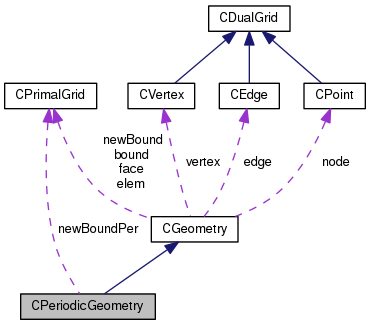 CDualGrid
CPrimalGrid
CVertex
CEdge
CPoint
newBound
bound
face
elem
vertex
edge
node
newBoundPer
CGeometry
CPeriodicGeometry